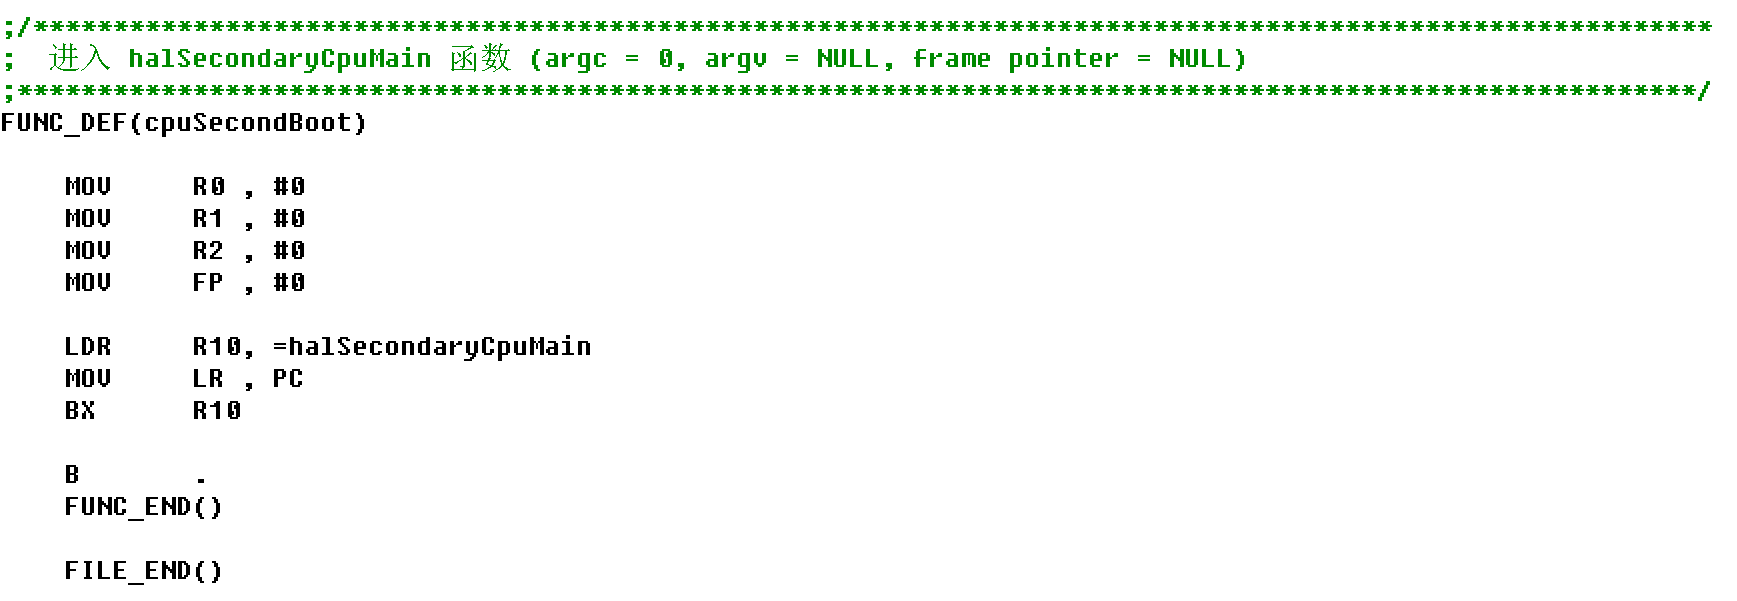 ;/*********************************************************************************************************
;  进入 halSecondaryCpuMain 函数 (argc = 0, argv = NULL, frame pointer = NULL)
;*********************************************************************************************************/
FUNC_DEF(cpuSecondBoot)
    MOV     R0 , #0
    MOV     R1 , #0
    MOV     R2 , #0
    MOV     FP , #0
    LDR     R10, =halSecondaryCpuMain
    MOV     LR , PC
    BX      R10
    B       .
    FUNC_END()
    FILE_END()